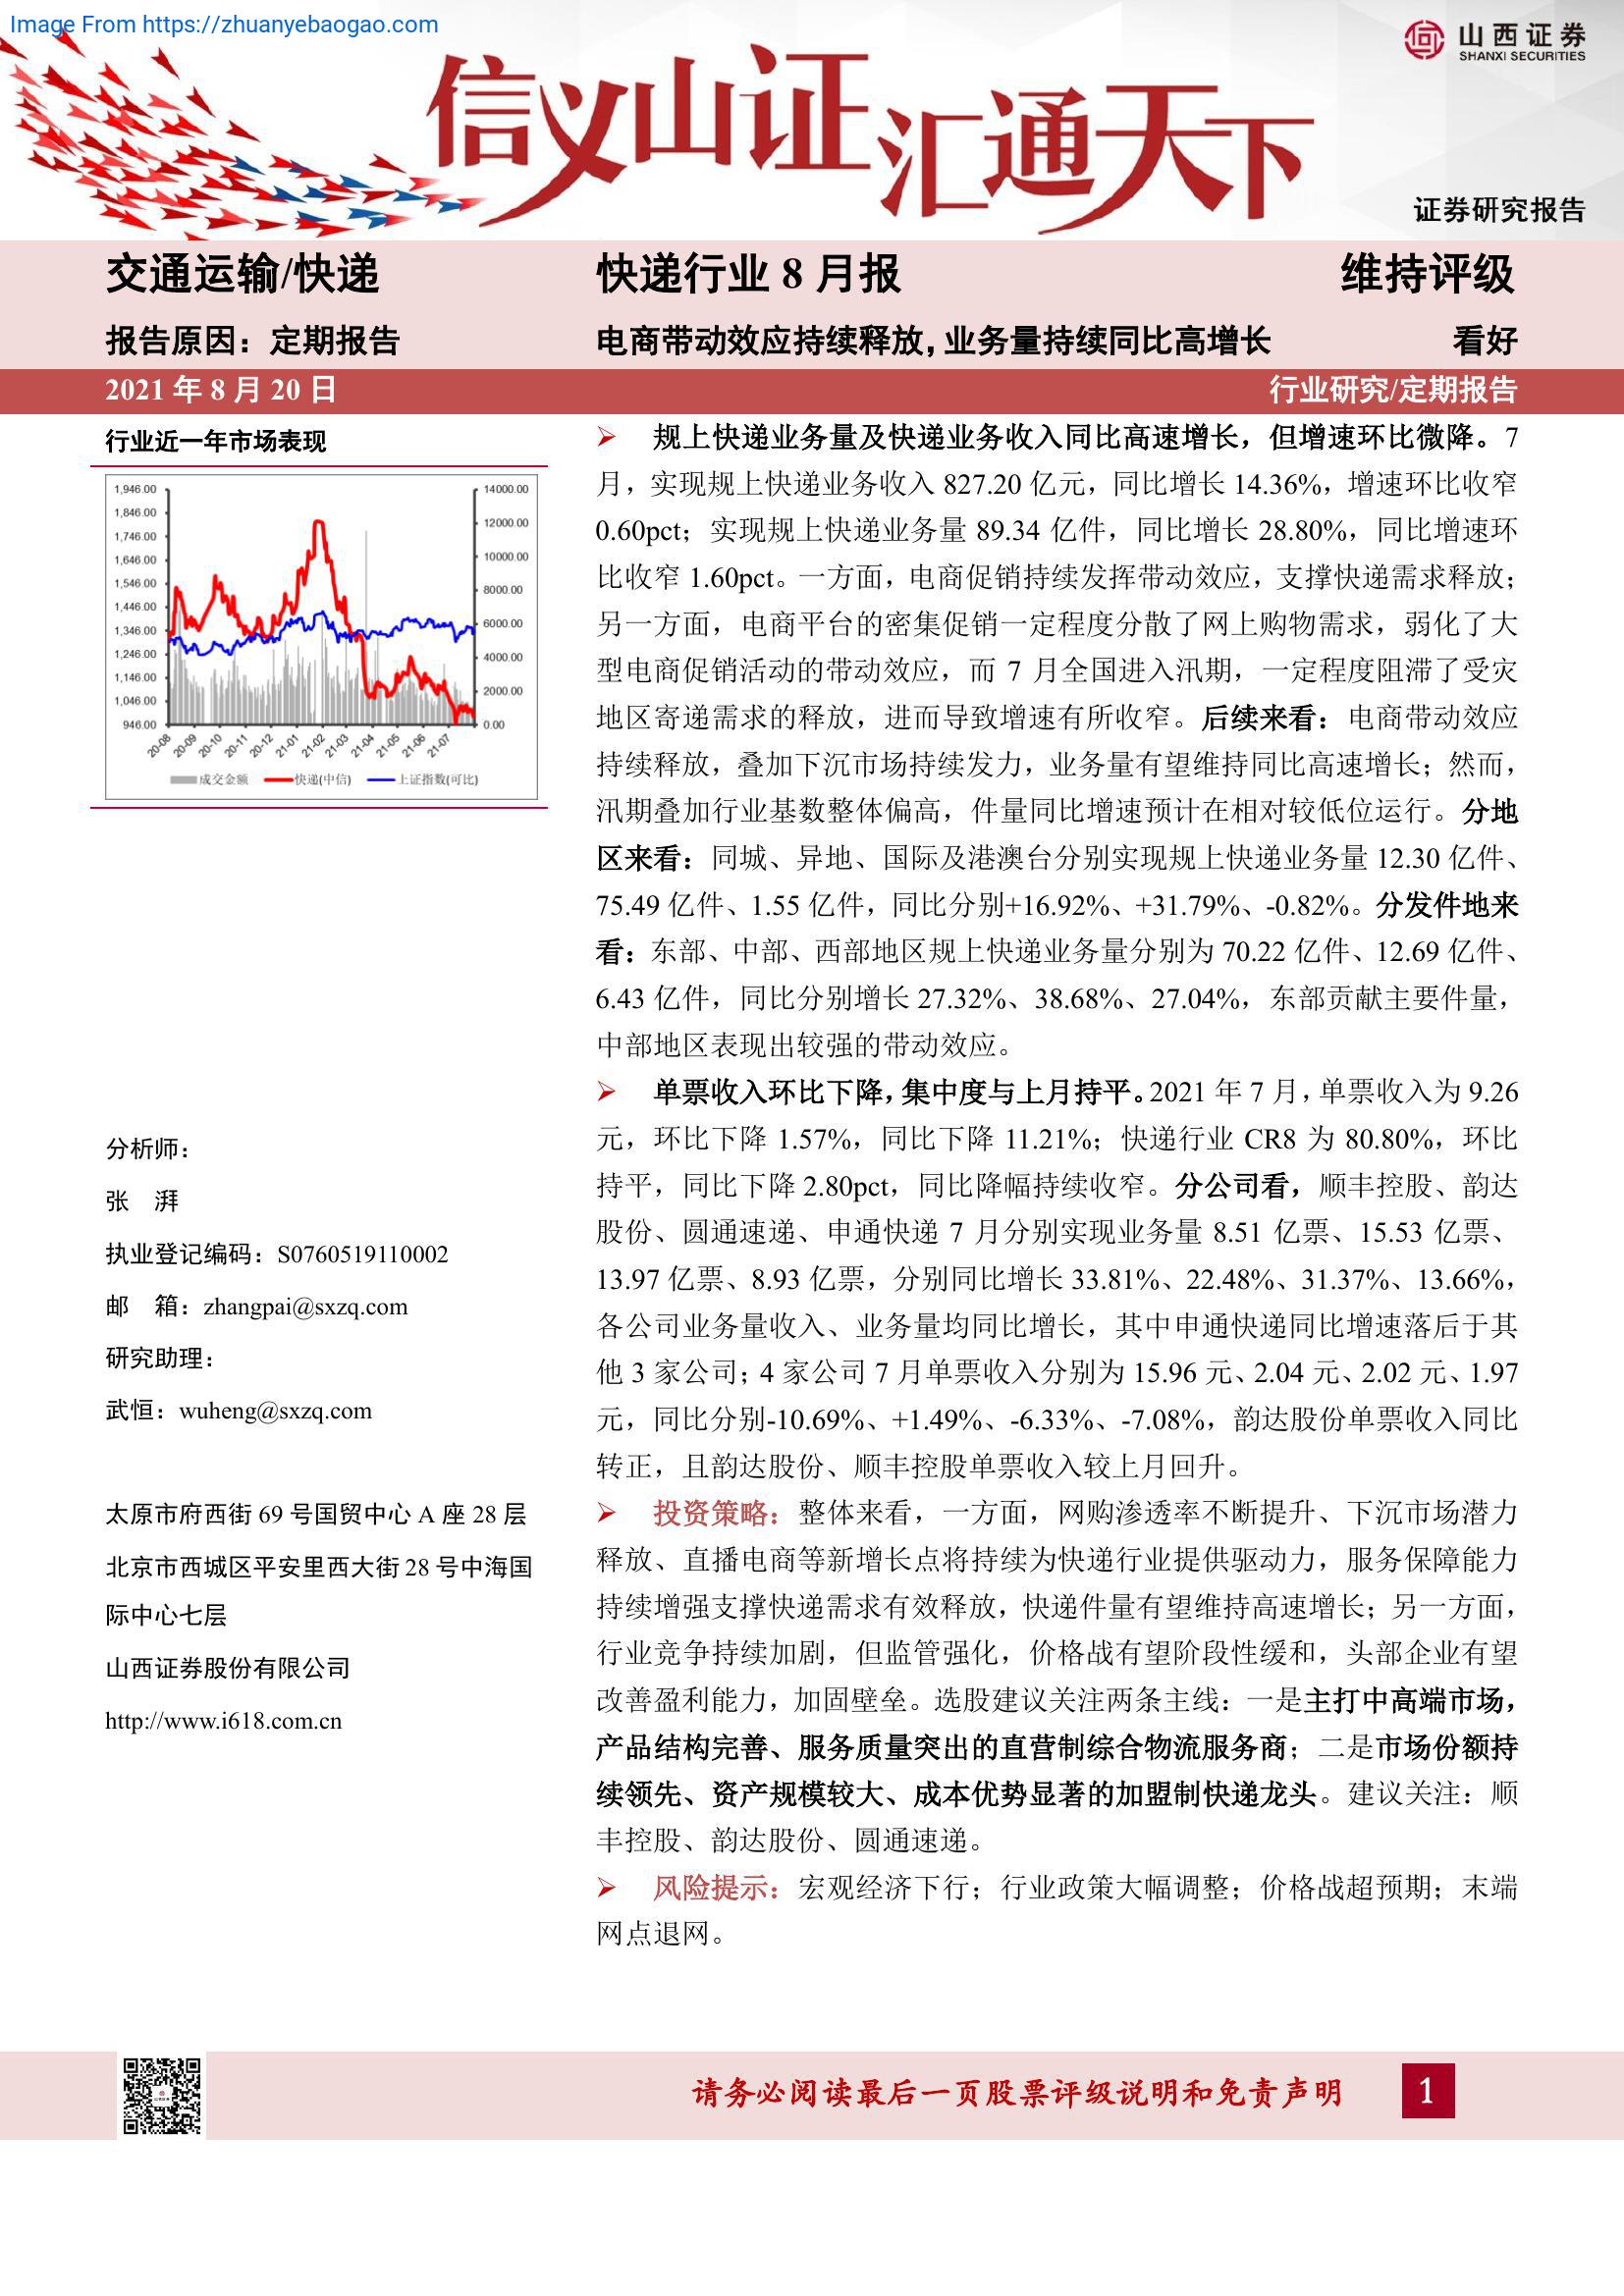 Image From https://zhuanyebaogao.com
山西证券
SHANXI SECURITIES
信义山证 汇通天下
证券研究报告
交通运输/快递
快递行业 8 月报
维持评级
报告原因：定期报告
电商带动效应持续释放，业务量持续同比高增长
看好
2021 年 8 月 20 日
行业研究/定期报告
行业近一年市场表现
1,946.00
1,846.00
1,746.00
1,646.00
1,546.00
1,446.00
1,346.00
1,246.00
1,146.00
1,046.00
946.00
14000.00
12000.00
10000.00
8000.00
6000.00
4000.00
2000.00
0.00
20-08
20-09
20-10
20-11
20-12
21-01
21-02
21-03
21-04
21-05
21-06
21-07
成交金额 快递(中信) 上证指数(可比)
分析师：
张 湃
执业登记编码：S0760519110002
邮 箱：zhangpai@sxzq.com
研究助理：
武恒：wuheng@sxzq.com
太原市府西街 69 号国贸中心 A 座 28 层
北京市西城区平安里西大街 28 号中海国
际中心七层
山西证券股份有限公司
http://www.i618.com.cn
规上快递业务量及快递业务收入同比高速增长，但增速环比微降。7
月，实现规上快递业务收入 827.20 亿元，同比增长 14.36%，增速环比收窄
0.60pct；实现规上快递业务量 89.34 亿件，同比增长 28.80%，同比增速环
比收窄 1.60pct。一方面，电商促销持续发挥带动效应，支撑快递需求释放；
另一方面，电商平台的密集促销一定程度分散了网上购物需求，弱化了大
型电商促销活动的带动效应，而 7 月全国进入汛期，一定程度阻滞了受灾
地区寄递需求的释放，进而导致增速有所收窄。后续来看：电商带动效应
持续释放，叠加下沉市场持续发力，业务量有望维持同比高速增长；然而，
汛期叠加行业基数整体偏高，件量同比增速预计在相对较低位运行。分地
区来看：同城、异地、国际及港澳台分别实现规上快递业务量 12.30 亿件、
75.49 亿件、1.55 亿件，同比分别+16.92%、+31.79%、-0.82%。分发件地来
看：东部、中部、西部地区规上快递业务量分别为 70.22 亿件、12.69 亿件、
6.43 亿件，同比分别增长 27.32%、38.68%、27.04%，东部贡献主要件量，
中部地区表现出较强的带动效应。
单票收入环比下降，集中度与上月持平。2021 年 7 月，单票收入为 9.26
元，环比下降 1.57%，同比下降 11.21%；快递行业 CR8 为 80.80%，环比
持平，同比下降 2.80pct，同比降幅持续收窄。分公司看，顺丰控股、韵达
股份、圆通速递、申通快递 7 月分别实现业务量 8.51 亿票、15.53 亿票、
13.97 亿票、8.93 亿票，分别同比增长 33.81%、22.48%、31.37%、13.66%，
各公司业务量收入、业务量均同比增长，其中申通快递同比增速落后于其
他 3 家公司；4 家公司 7 月单票收入分别为 15.96 元、2.04 元、2.02 元、1.97
元，同比分别-10.69%、+1.49%、-6.33%、-7.08%，韵达股份单票收入同比
转正，且韵达股份、顺丰控股单票收入较上月回升。
投资策略：整体来看，一方面，网购渗透率不断提升、下沉市场潜力
释放、直播电商等新增长点将持续为快递行业提供驱动力，服务保障能力
持续增强支撑快递需求有效释放，快递件量有望维持高速增长；另一方面，
行业竞争持续加剧，但监管强化，价格战有望阶段性缓和，头部企业有望
改善盈利能力，加固壁垒。选股建议关注两条主线：一是主打中高端市场，
产品结构完善、服务质量突出的直营制综合物流服务商；二是市场份额持
续领先、资产规模较大、成本优势显著的加盟制快递龙头。建议关注：顺
丰控股、韵达股份、圆通速递。
风险提示：宏观经济下行；行业政策大幅调整；价格战超预期；末端
网点退网。
请务必阅读最后一页股票评级说明和免责声明
1